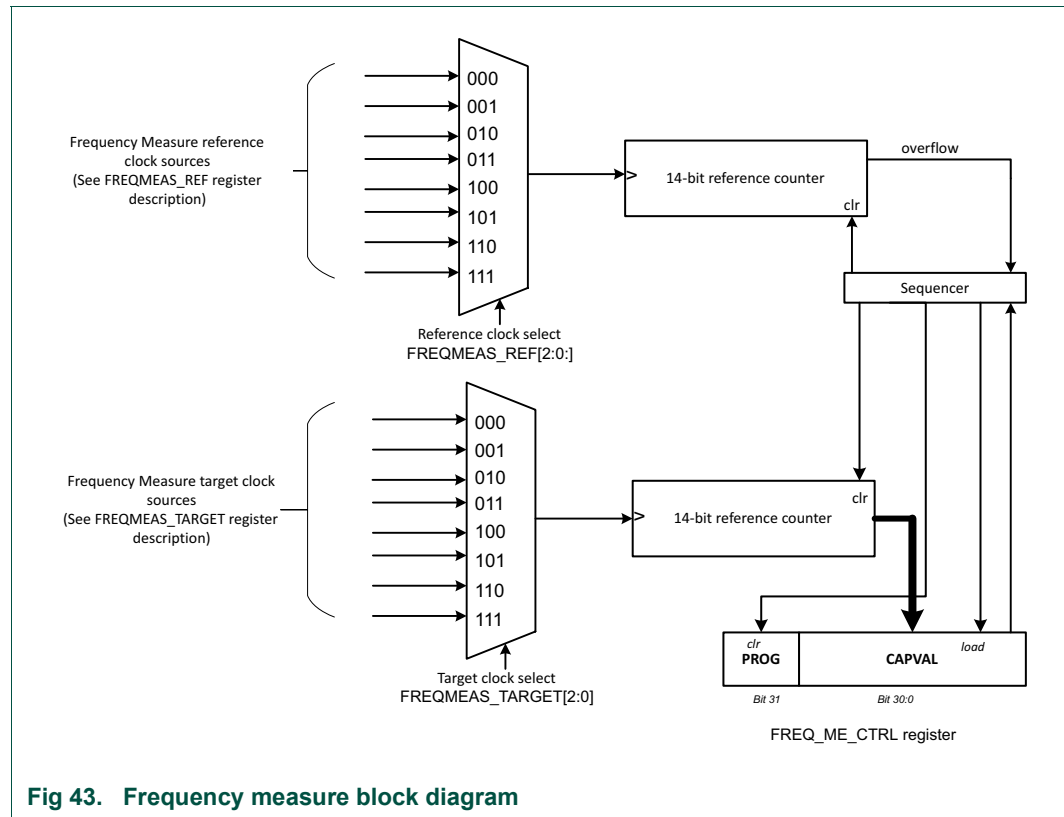 000
001
010
011
100
101
110
111
Frequency Measure reference
clock sources
(See FREQMEAS_REF register
description)
Reference clock select
FREQMEAS_REF[2:0:]
14-bit reference counter
clr
overflow
Sequencer
000
001
010
011
100
101
110
111
Frequency Measure target clock
sources
(See FREQMEAS_TARGET register
description)
Target clock select
FREQMEAS_TARGET[2:0]
clr
14-bit reference counter
clr
load
PROG
CAPVAL
Bit 31
Bit 30:0
FREQ_ME_CTRL register
Fig 43. Frequency measure block diagram